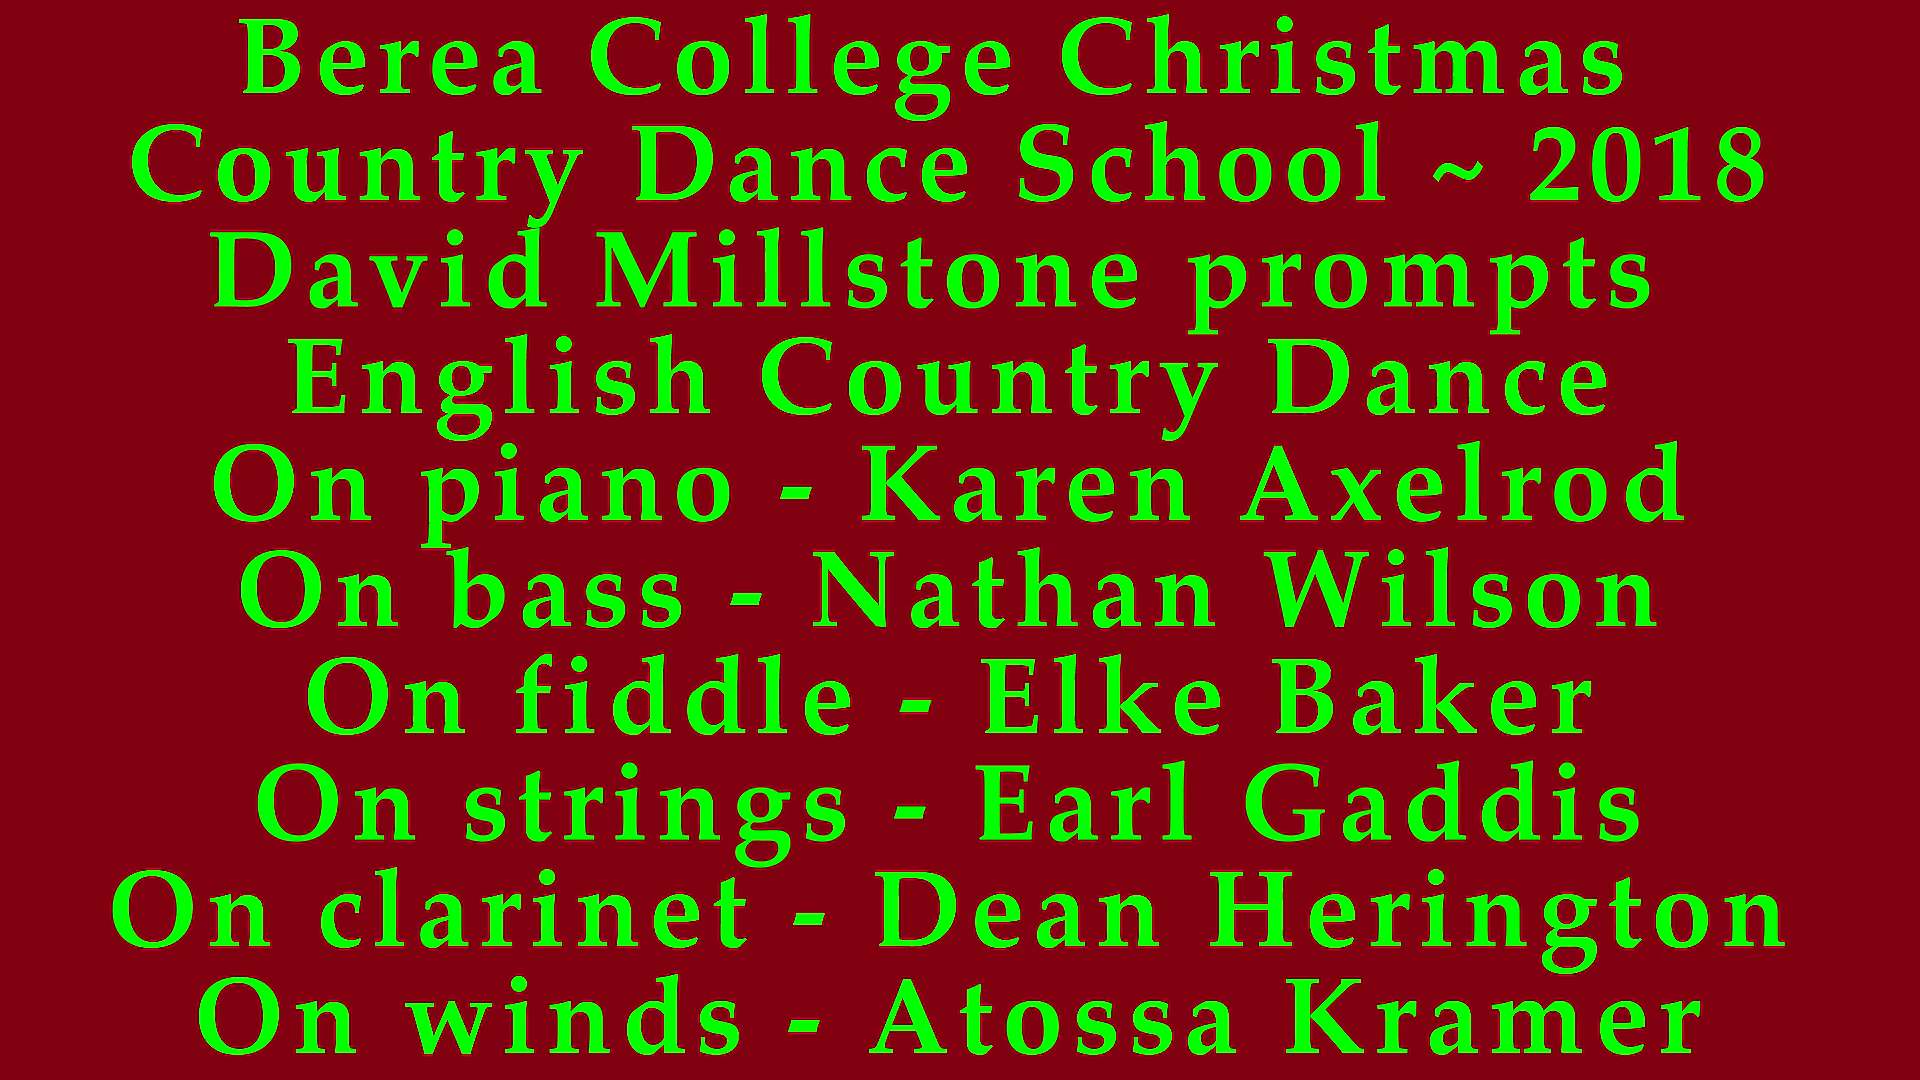 Berea College Christmas
Country Dance School ~ 2018
David Millstone prompts
English Country Dance
On piano - Karen Axelrod
On bass - Nathan Wilson
On fiddle - Elke Baker
On strings - Earl Gaddis
On clarinet - Dean Herington
On winds - Atossa Kramer